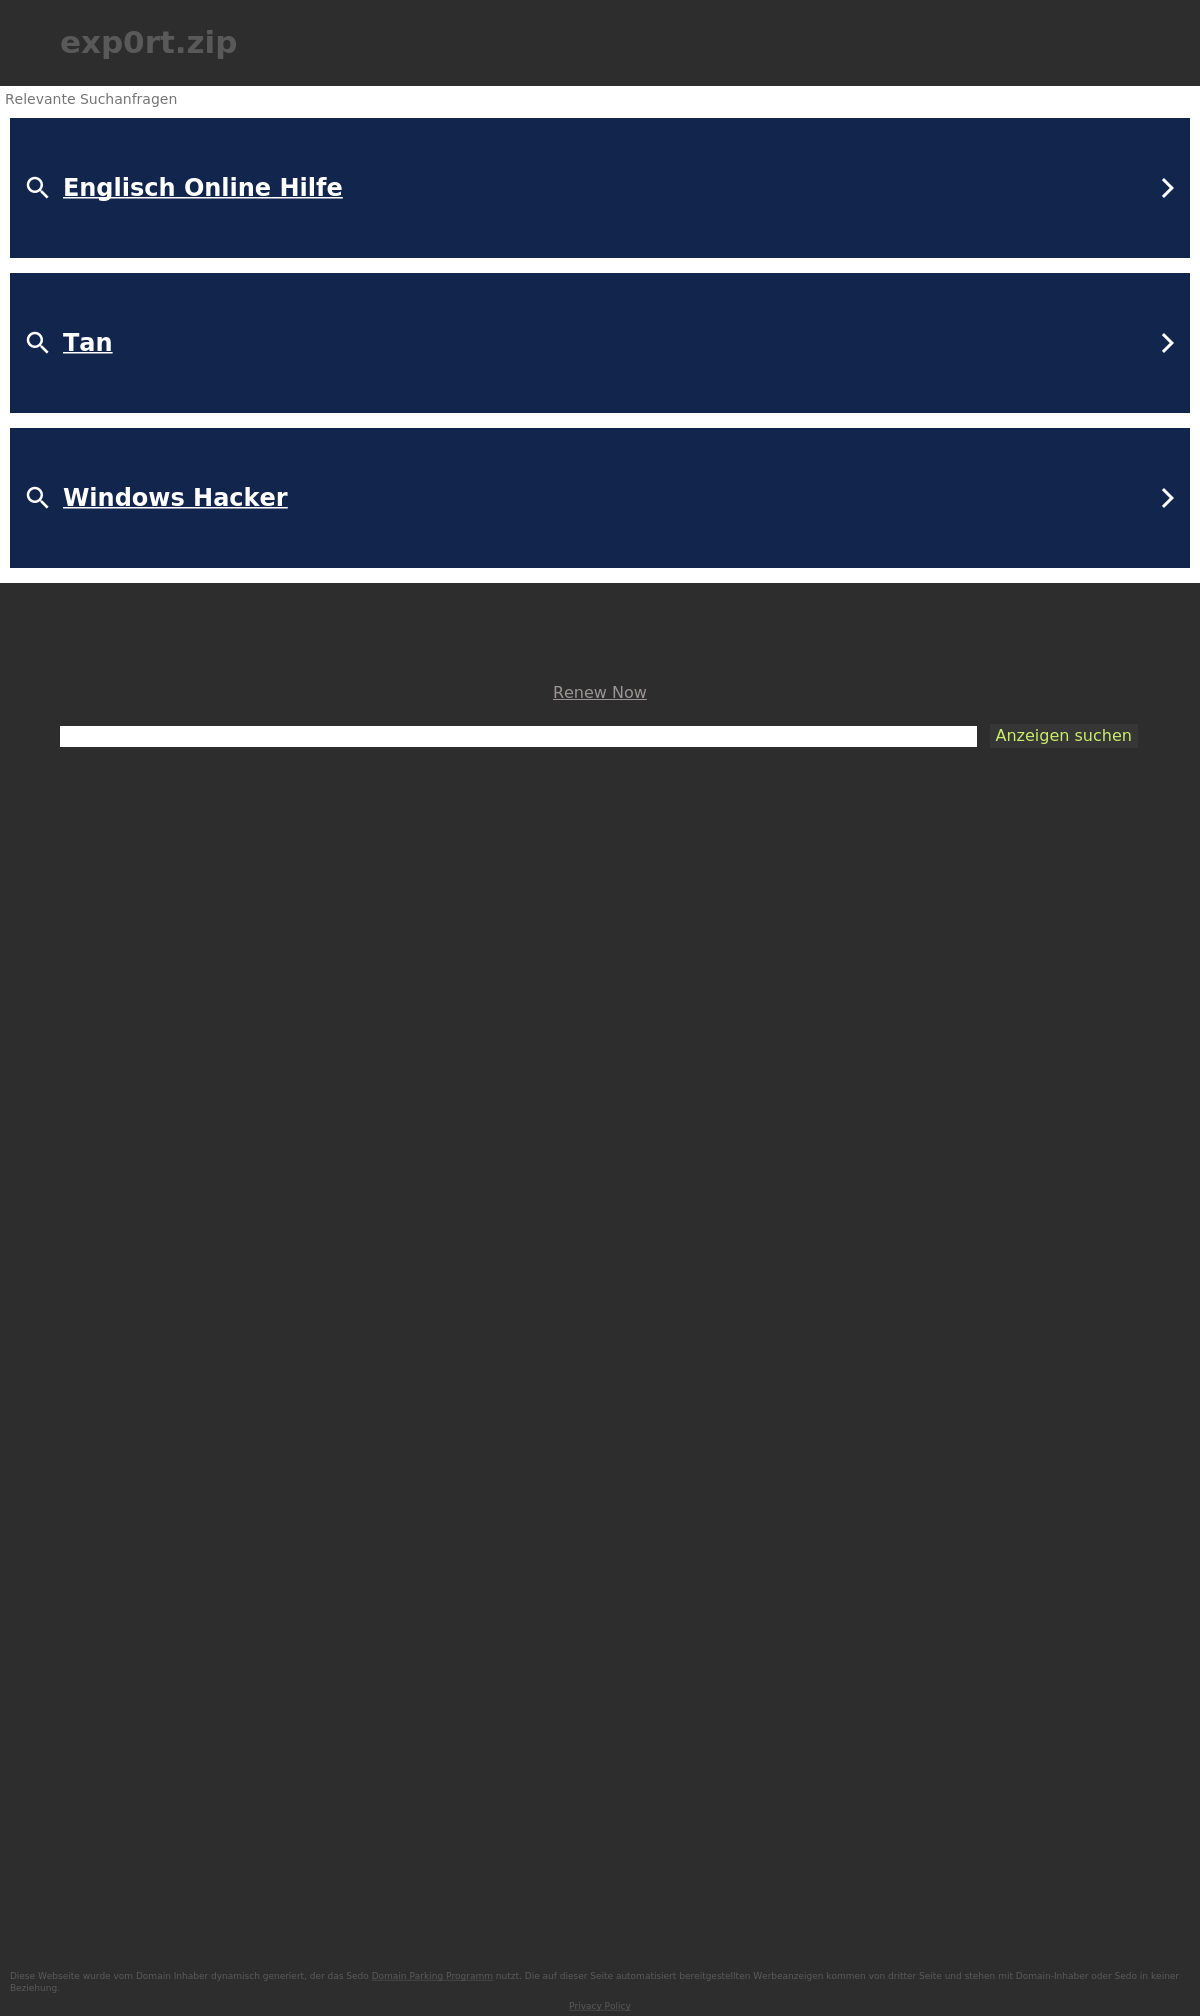 exp0rt.zip
Relevante Suchanfragen
Englisch Online Hilfe
Tan
Windows Hacker
Renew Now
Anzeigen suchen
Diese Webseite wurde vom Domain Inhaber dynamisch generiert, der das Sedo Domain Parking Programm nutzt. Die auf dieser Seite automatisiert bereitgestellten Werbeanzeigen kommen von dritter Seite und stehen mit Domain-Inhaber oder Sedo in keiner
Beziehung.
Privacy Policy